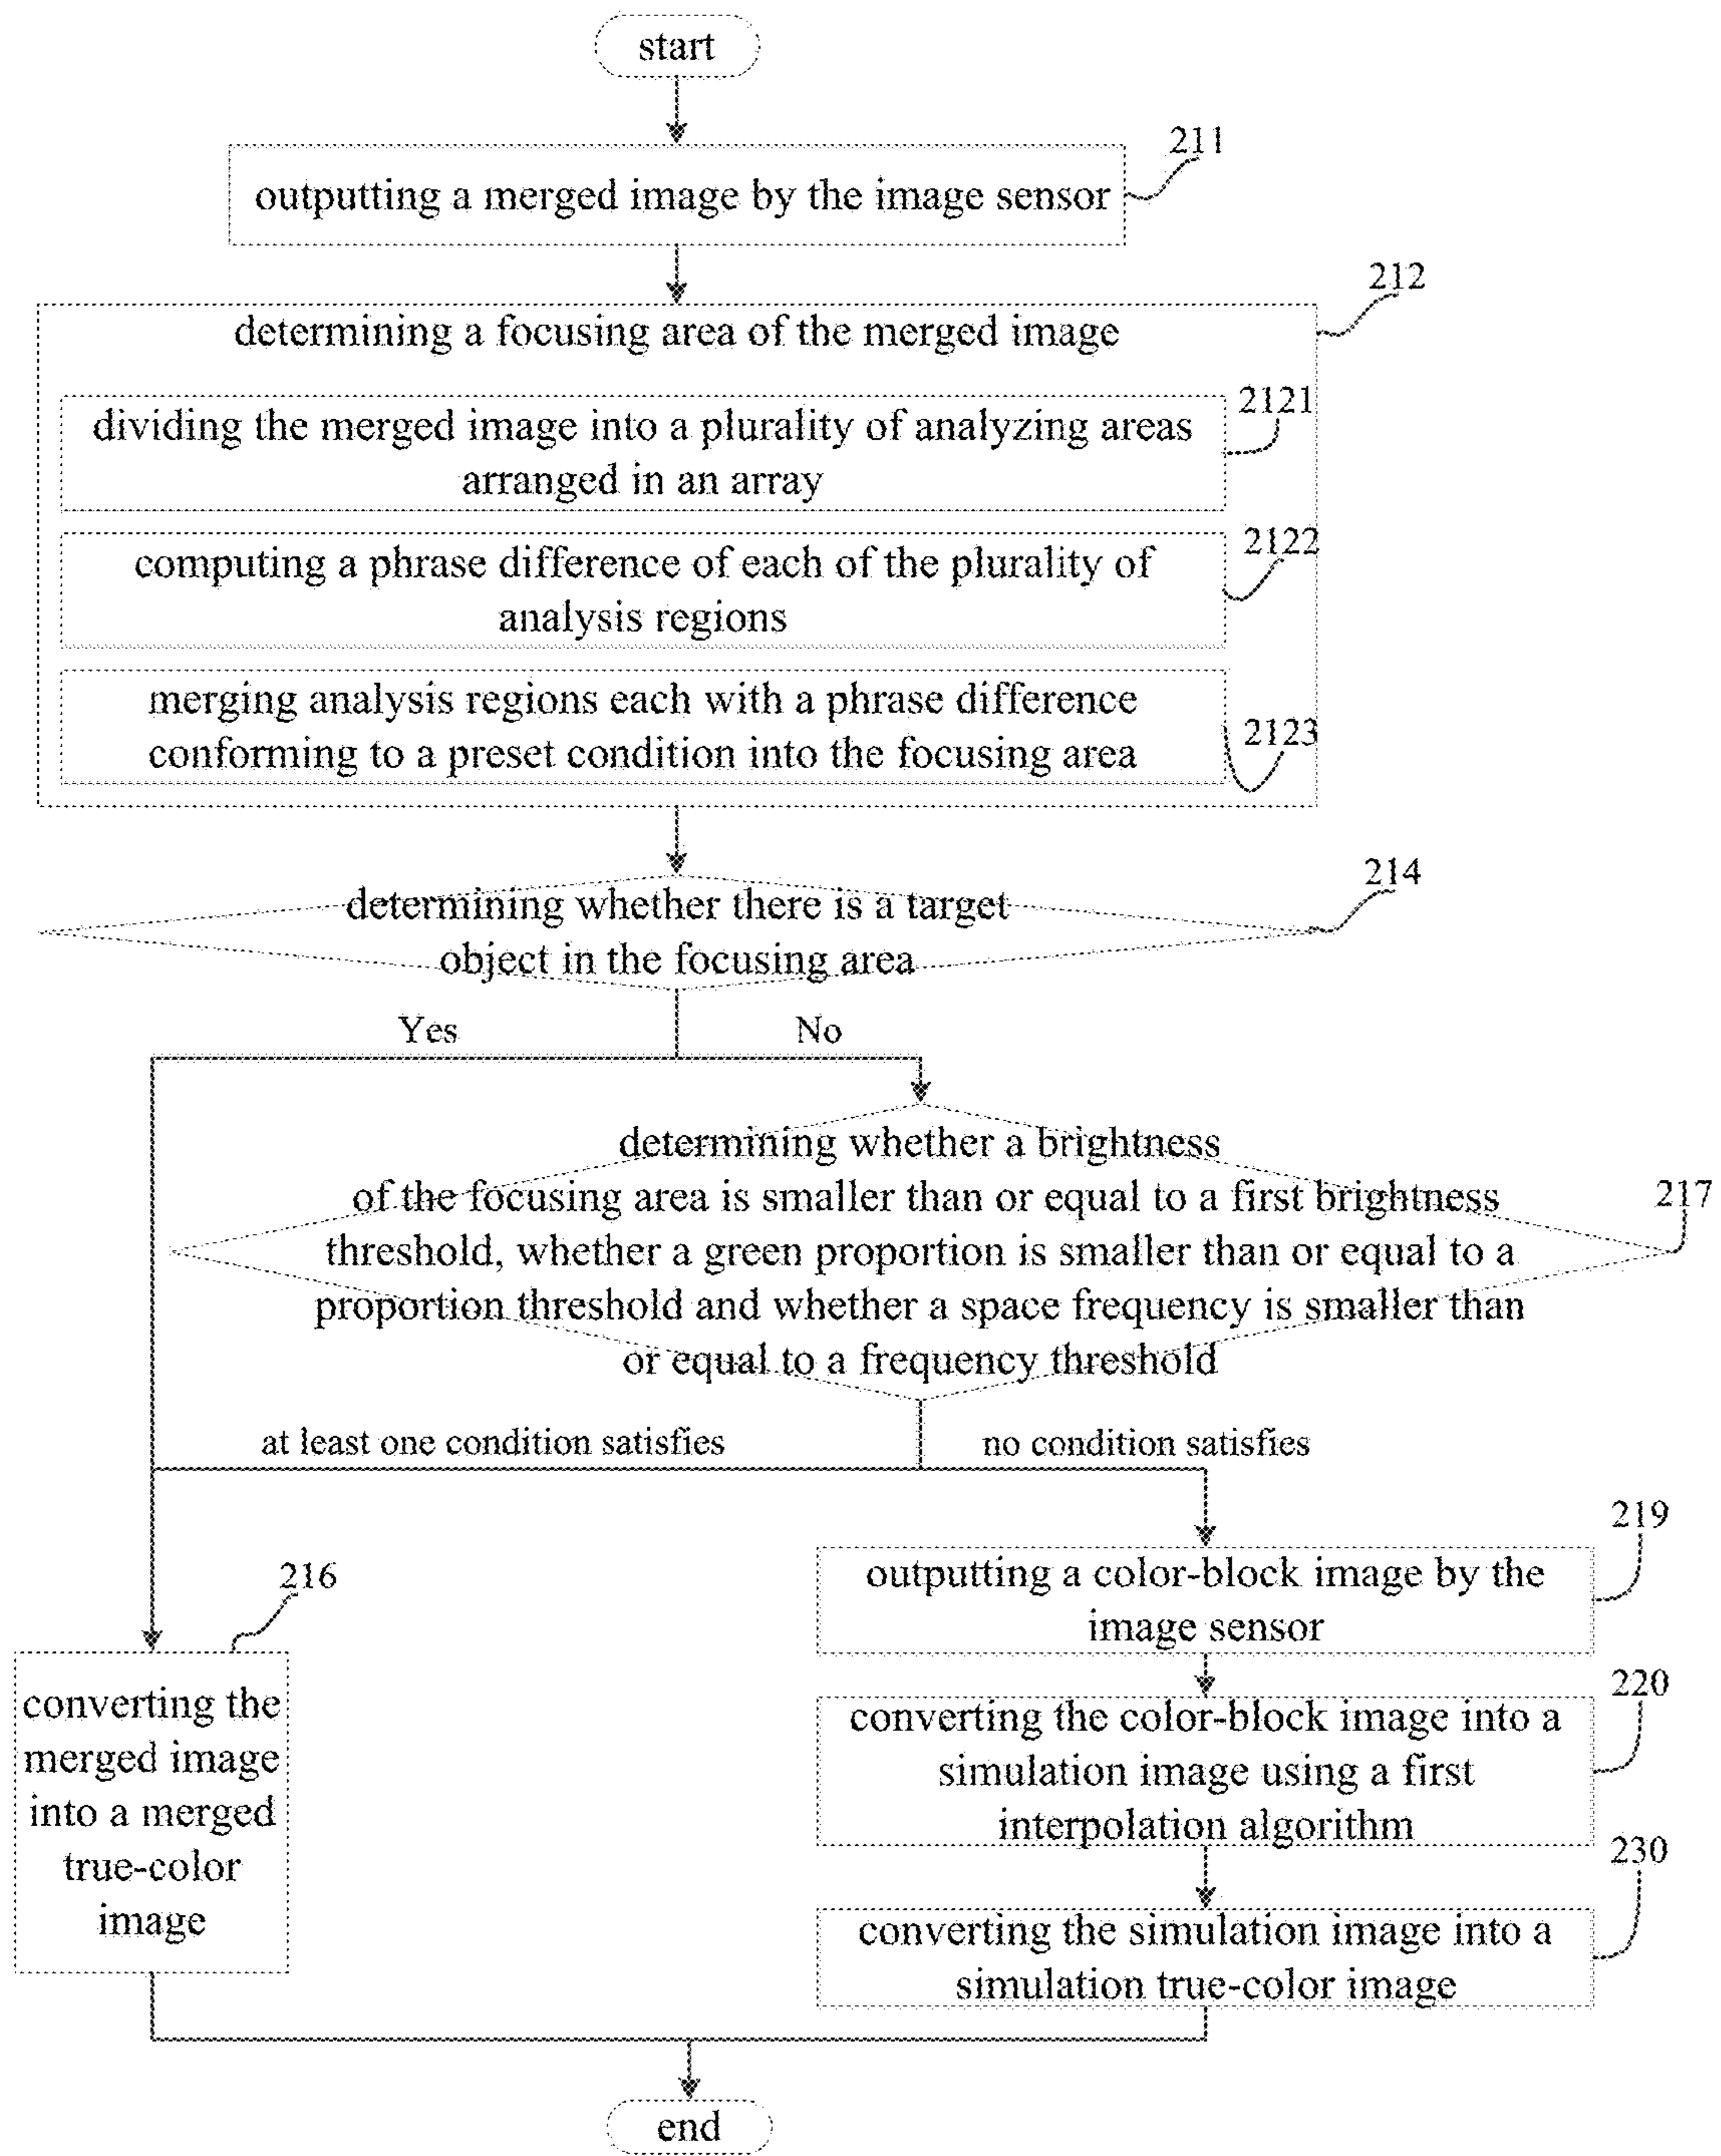 start
211
outputting a merged image by the image sensor
212
determining a focusing area of the merged image
2121
dividing the merged image into a plurality of analyzing areas
arranged in an array
2122
computing a phrase difference of each of the plurality of
analysis regions
merging analysis regions each with a phrase difference
2123
conforming to a preset condition into the focusing area
214
determining whether there is a target
object in the focusing area
Yes
No
determining whether a brightness
217
of the focusing area is smaller than or equal to a first brightness
threshold, whether a green proportion is smaller than or equal to a
proportion threshold and whether a space frequency is smaller than
or equal to a frequency threshold
at least one condition satisfies
no condition satisfies
219
outputting a color-block image by the
image sensor
216
converting the
merged image
into a merged
true-color
image
220
converting the color-block image into a
simulation image using a first
interpolation algorithm
230
converting the simulation image into a
simulation true-color image
end